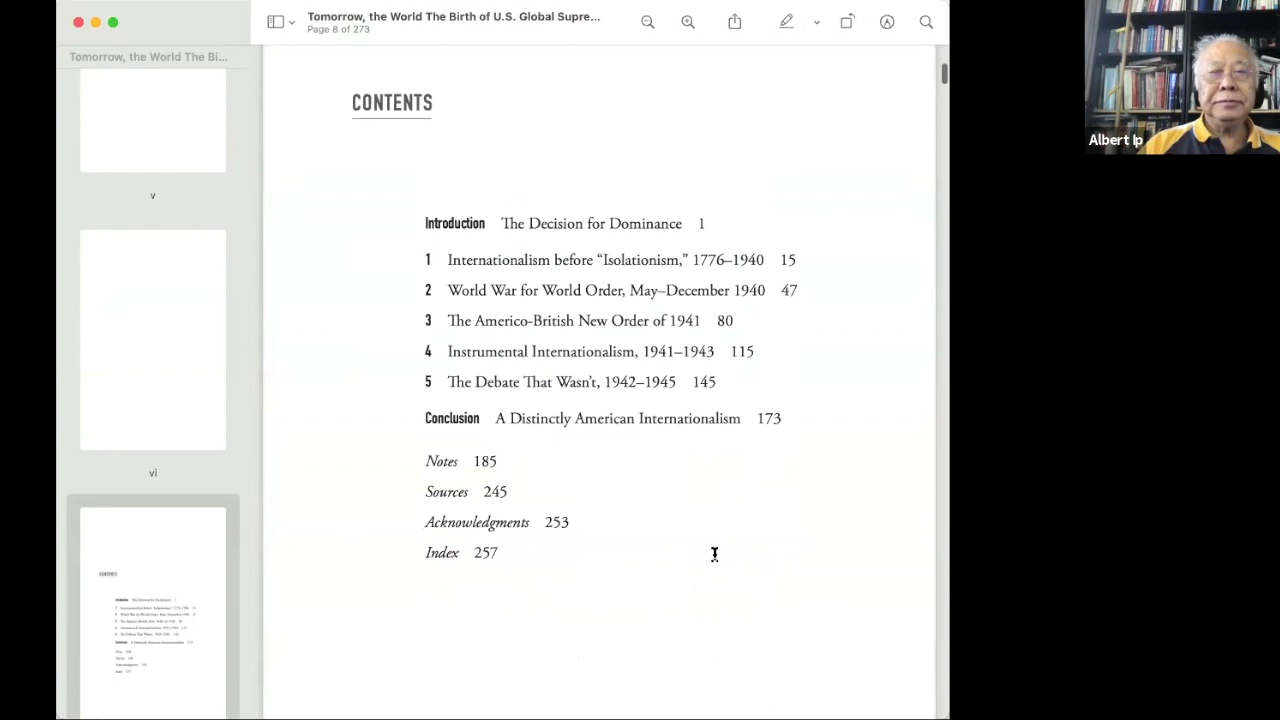 Tomorrow, the World The Birth of U.S. Global Supre...
Page 8 of 273
Tomorrow, the World The Bi...
v
vi
CONTENTS
Introduction The Decision for Dominance 1
1 Internationalism before “Isolationism,” 1776–1940 15
2 World War for World Order, May–December 1940 47
3 The Americo-British New Order of 1941 80
4 Instrumental Internationalism, 1941–1943 115
5 The Debate That Wasn’t, 1942–1945 145
Conclusion A Distinctly American Internationalism 173
Notes 185
Sources 245
Acknowledgments 253
Index 257
Albert Ip